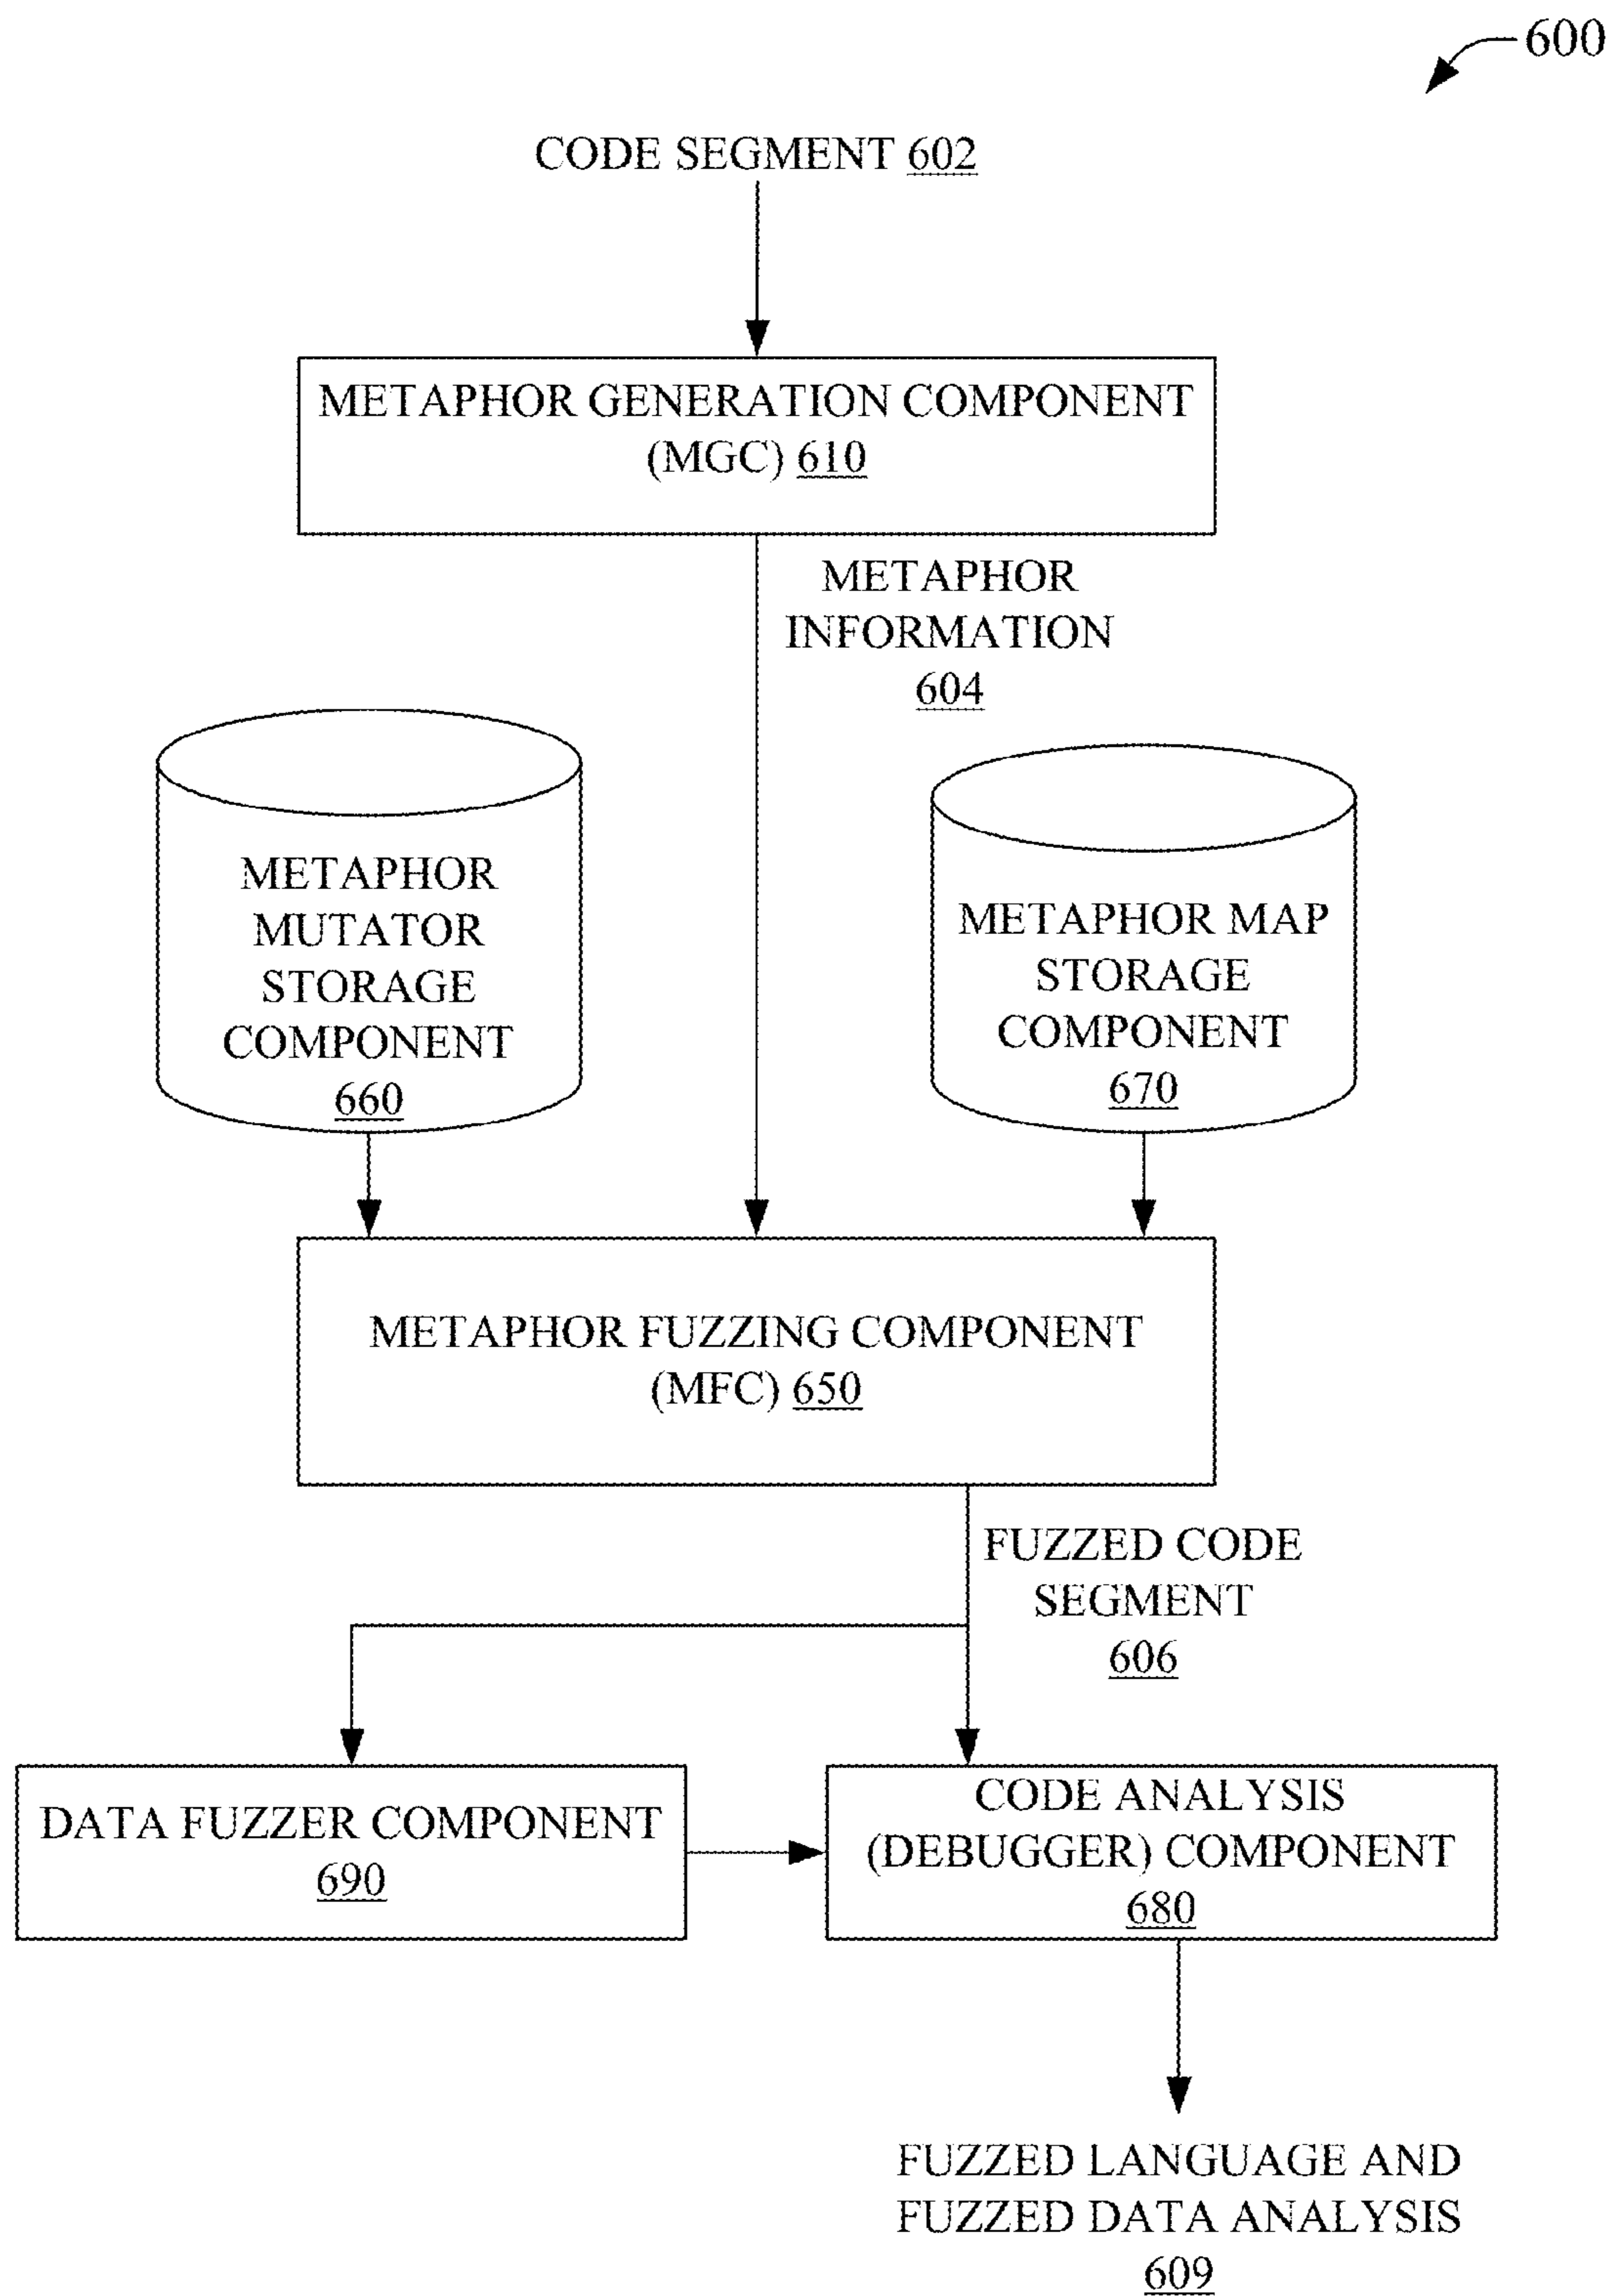 600
CODE SEGMENT 602
METAPHOR GENERATION COMPONENT
(MGC) 610
METAPHOR
INFORMATION
604
METAPHOR
MUTATOR
STORAGE
COMPONENT
660
METAPHOR MAP
STORAGE
COMPONENT
670
METAPHOR FUZZING COMPONENT
(MFC) 650
FUZZED CODE
SEGMENT
606
DATA FUZZER COMPONENT
690
CODE ANALYSIS
(DEBUGGER) COMPONENT
680
FUZZED LANGUAGE AND
FUZZED DATA ANALYSIS
609